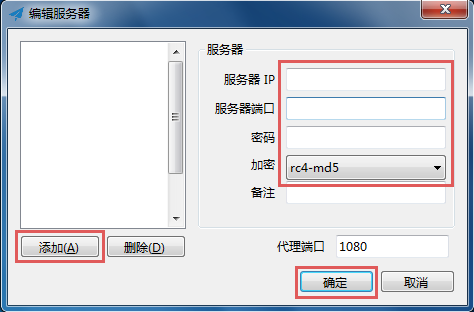 编辑服务器
服务器
服务器 IP
服务器端口
密码
加密 rc4-md5
备注
添加(A) 删除(D)
代理端口 1080
确定 取消